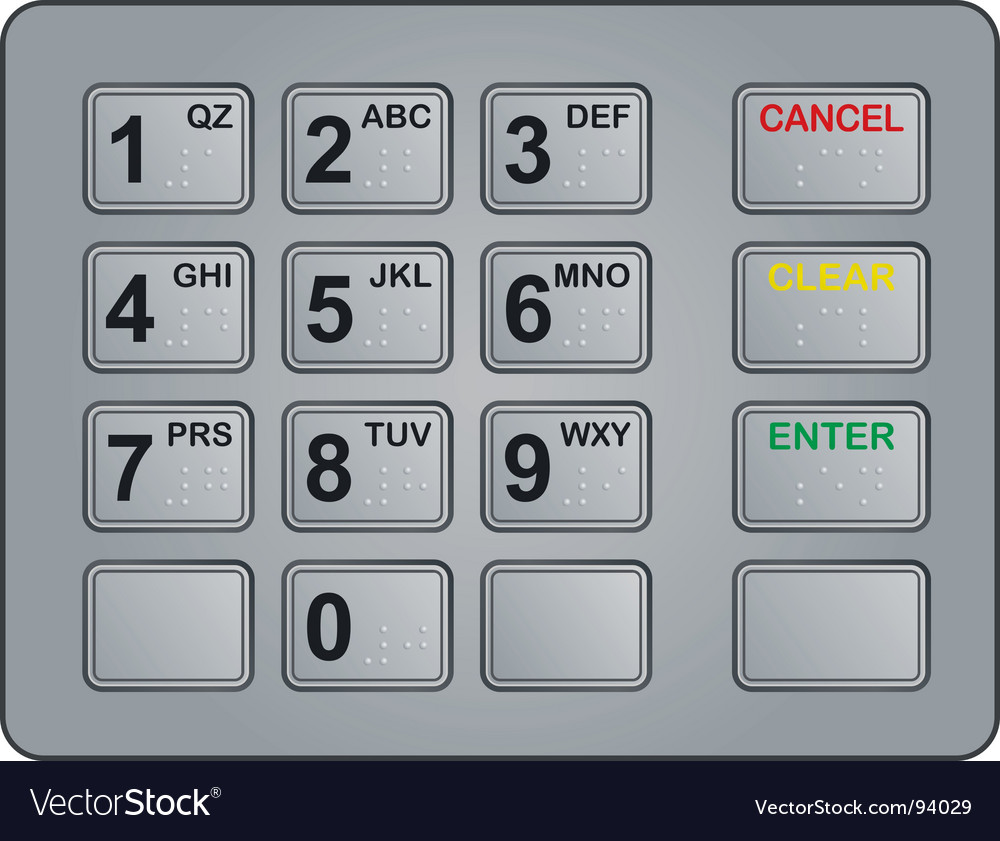 1 QZ 2 ABC 3 DEF CANCEL
4 GHI 5 JKL 6 MNO CLEAR
7 PRS 8 TUV 9 WXY ENTER
0
VectorStock® VectorStock.com/94029